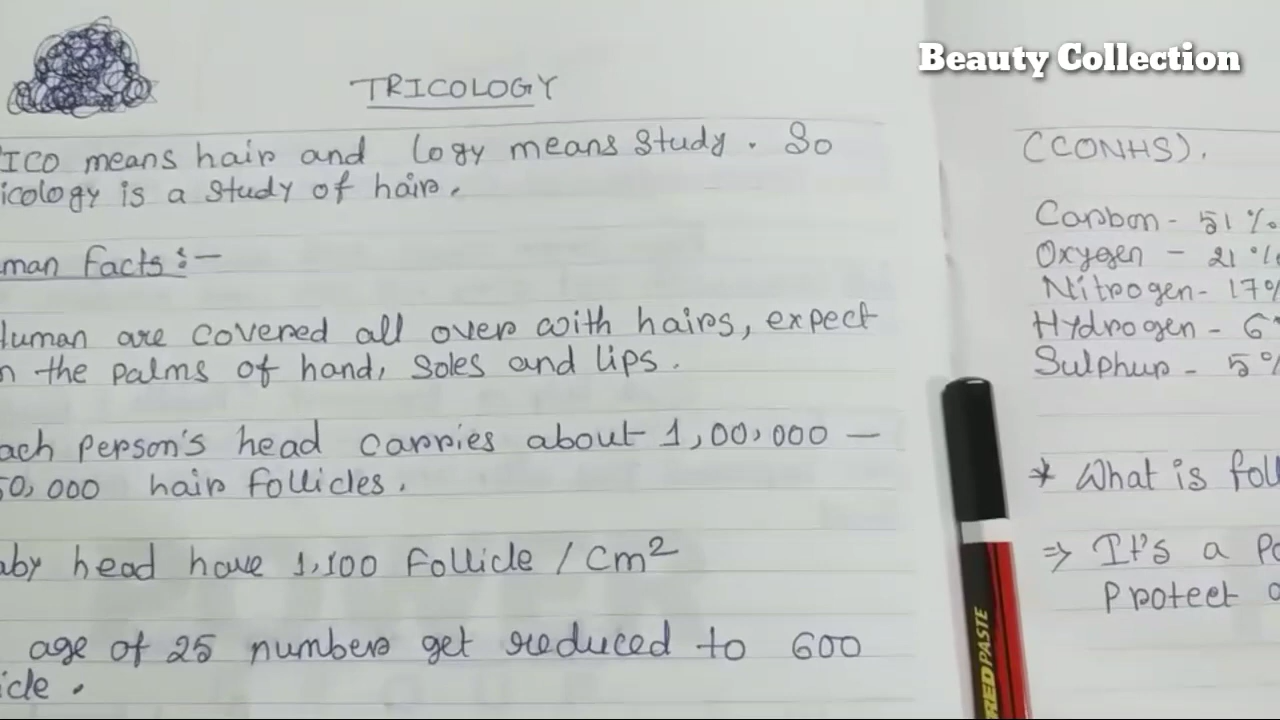 Beauty Collection
TRICOLOGY
ICO means hair and logy means study. So
icology is a study of hair.
man Facts:-
uman are covered all over with hairs, expect
n the palms of hand, soles and lips.
ach person's head carries about 1,00,000 -
50,000 hair follicles.
aby head have 1,100 Follicle / cm²
age of 25 numbers get reduced to 600
icle.
(CONHS).
Carbon - 51%
Oxygen - 21%
Nitrogen - 17%
Hydrogen - 6
Sulphur - 5%
* What is foll
⇒ It's a Po
Protect
RED PASTE